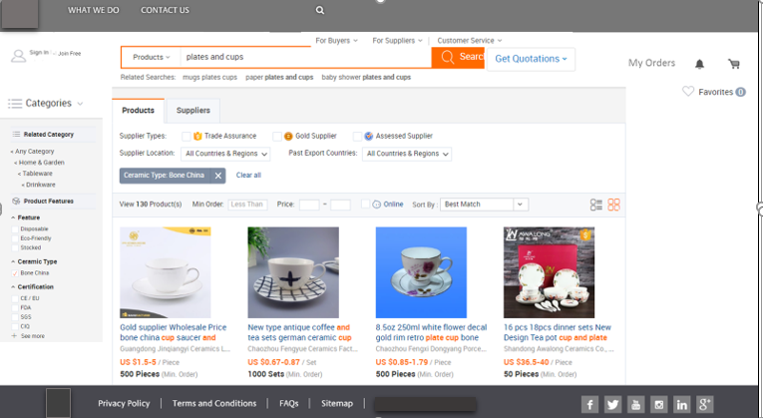 WHAT WE DO CONTACT US
For Buyers For Suppliers Customer Service
Sign In Join Free
Products plates and cups Search Get Quotations
My Orders
Related Searches: mugs plates cups paper plates and cups baby shower plates and cups
Favorites 0
Categories
Products Suppliers
Related Category
Any Category
Home & Garden
Tableware
Drinkware
Product Features
Feature
Disposable
Eco-Friendly
Stocked
Ceramic Type
Bone China
Certification
CE / EU
FDA
SGS
CIQ
See more
Supplier Types: Trade Assurance Gold Supplier Assessed Supplier
Supplier Location: All Countries & Regions Past Export Countries: All Countries & Regions
Ceramic Type: Bone China X Clear all
View 130 Product(s) Min Order: Less Than Price: - Online Sort By : Best Match
AWALONG
Gold supplier Wholesale Price
bone china cup saucer and
Guangdong Jinqiangyi Ceramics L...
US $1.5-5 / Piece
500 Pieces (Min. Order)
New type antique coffee and
tea sets german ceramic cup
Chaozhou Fengyue Ceramics Fact...
US $0.67-0.87 / Set
1000 Sets (Min. Order)
8.5oz 250ml white flower decal
gold rim retro plate cup bone
Chaozhou Fengxi Dongyang Porce...
US $0.85-1.79 / Piece
500 Pieces (Min. Order)
16 pcs 18pcs dinner sets New
Design Tea pot cup and plate
Shandong Awalong Ceramics Co., ...
US $36.5-40 / Piece
50 Pieces (Min. Order)
Privacy Policy | Terms and Conditions | FAQs | Sitemap |